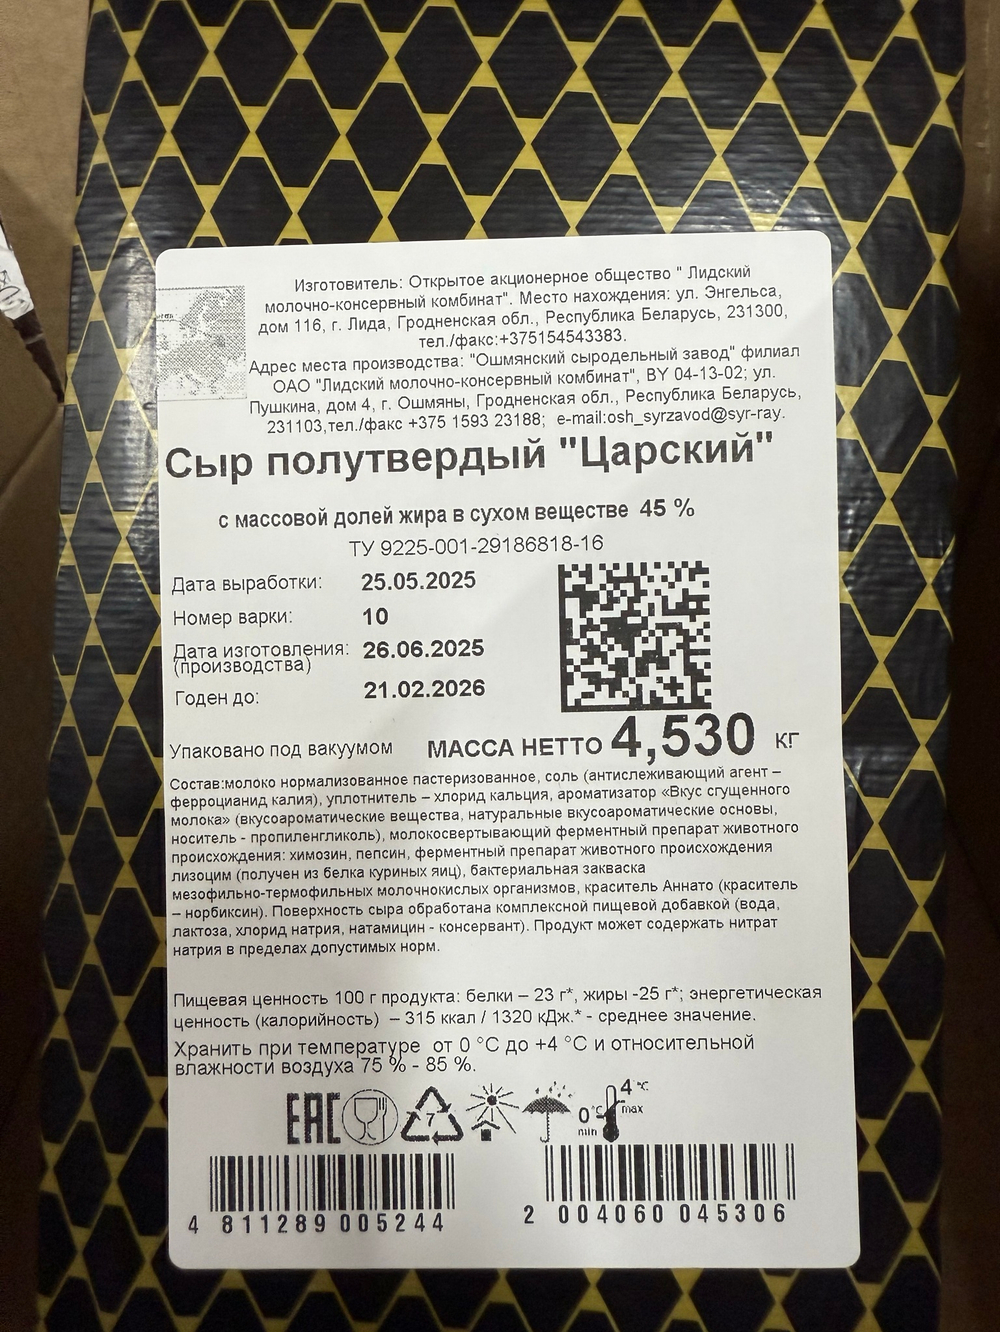 Изготовитель: Открытое акционерное общество " Лидский
молочно-консервный комбинат". Место нахождения: ул. Энгельса,
дом 116, г. Лида, Гродненская обл., Республика Беларусь, 231300,
тел./факс:+375154543383.
Адрес места производства: "Ошмянский сыродельный завод" филиал
ОАО "Лидский молочно-консервный комбинат", BY 04-13-02; ул.
Пушкина, дом 4, г. Ошмяны, Гродненская обл., Республика Беларусь,
231103,тел./факс +375 1593 23188; e-mail:osh_syrzavod@syr-ray.
Сыр полутвердый "Царский"
с массовой долей жира в сухом веществе 45 %
ТУ 9225-001-29186818-16
Дата выработки: 25.05.2025
Номер варки: 10
Дата изготовления: 26.06.2025
(производства)
Годен до: 21.02.2026
Упаковано под вакуумом МАССА НЕТТО 4,530 кг
Состав:молоко нормализованное пастеризованное, соль (антислеживающий агент –
ферроцианид калия), уплотнитель – хлорид кальция, ароматизатор «Вкус сгущенного
молока» (вкусоароматические вещества, натуральные вкусоароматические основы,
носитель - пропиленгликоль), молокосвертывающий ферментный препарат животного
происхождения: химозин, пепсин, ферментный препарат животного происхождения
лизоцим (получен из белка куриных яиц), бактериальная закваска
мезофильно-термофильных молочнокислых организмов, краситель Аннато (краситель
– норбиксин). Поверхность сыра обработана комплексной пищевой добавкой (вода,
лактоза, хлорид натрия, натамицин - консервант). Продукт может содержать нитрат
натрия в пределах допустимых норм.
Пищевая ценность 100 г продукта: белки – 23 г*, жиры -25 г*; энергетическая
ценность (калорийность) – 315 ккал / 1320 кДж.* - среднее значение.
Хранить при температуре от 0 °C до +4 °C и относительной
влажности воздуха 75 % - 85 %.
EAC 7 0°C min 4°C max
4 811289 005244
2 004060 045306